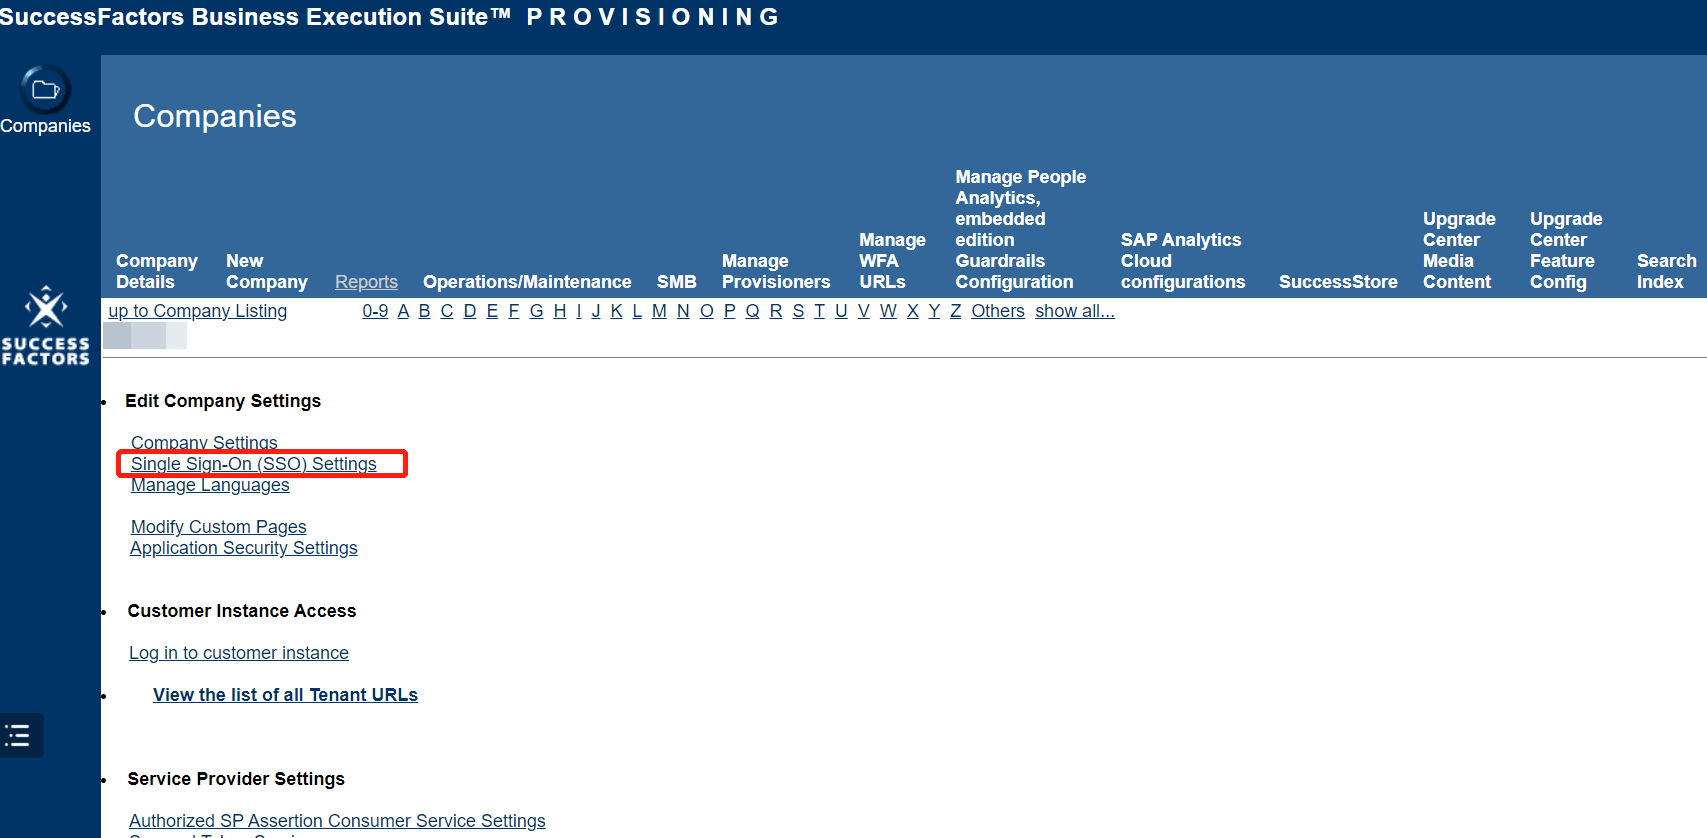 SuccessFactors Business Execution Suite™ PROVISIONING
Companies
Companies
Company Details
New Company
Reports
Operations/Maintenance
SMB
Manage Provisioners
Manage WFA URLs
Manage People Analytics, embedded edition Guardrails Configuration
SAP Analytics Cloud configurations
SuccessStore
Upgrade Center Media Content
Upgrade Center Feature Config
Search Index
up to Company Listing
0-9 A B C D E F G H I J K L M N O P Q R S T U V W X Y Z Others show all...
SUCCESS
FACTORS
Edit Company Settings
Company Settings
Single Sign-On (SSO) Settings
Manage Languages
Modify Custom Pages
Application Security Settings
Customer Instance Access
Log in to customer instance
View the list of all Tenant URLs
Service Provider Settings
Authorized SP Assertion Consumer Service Settings